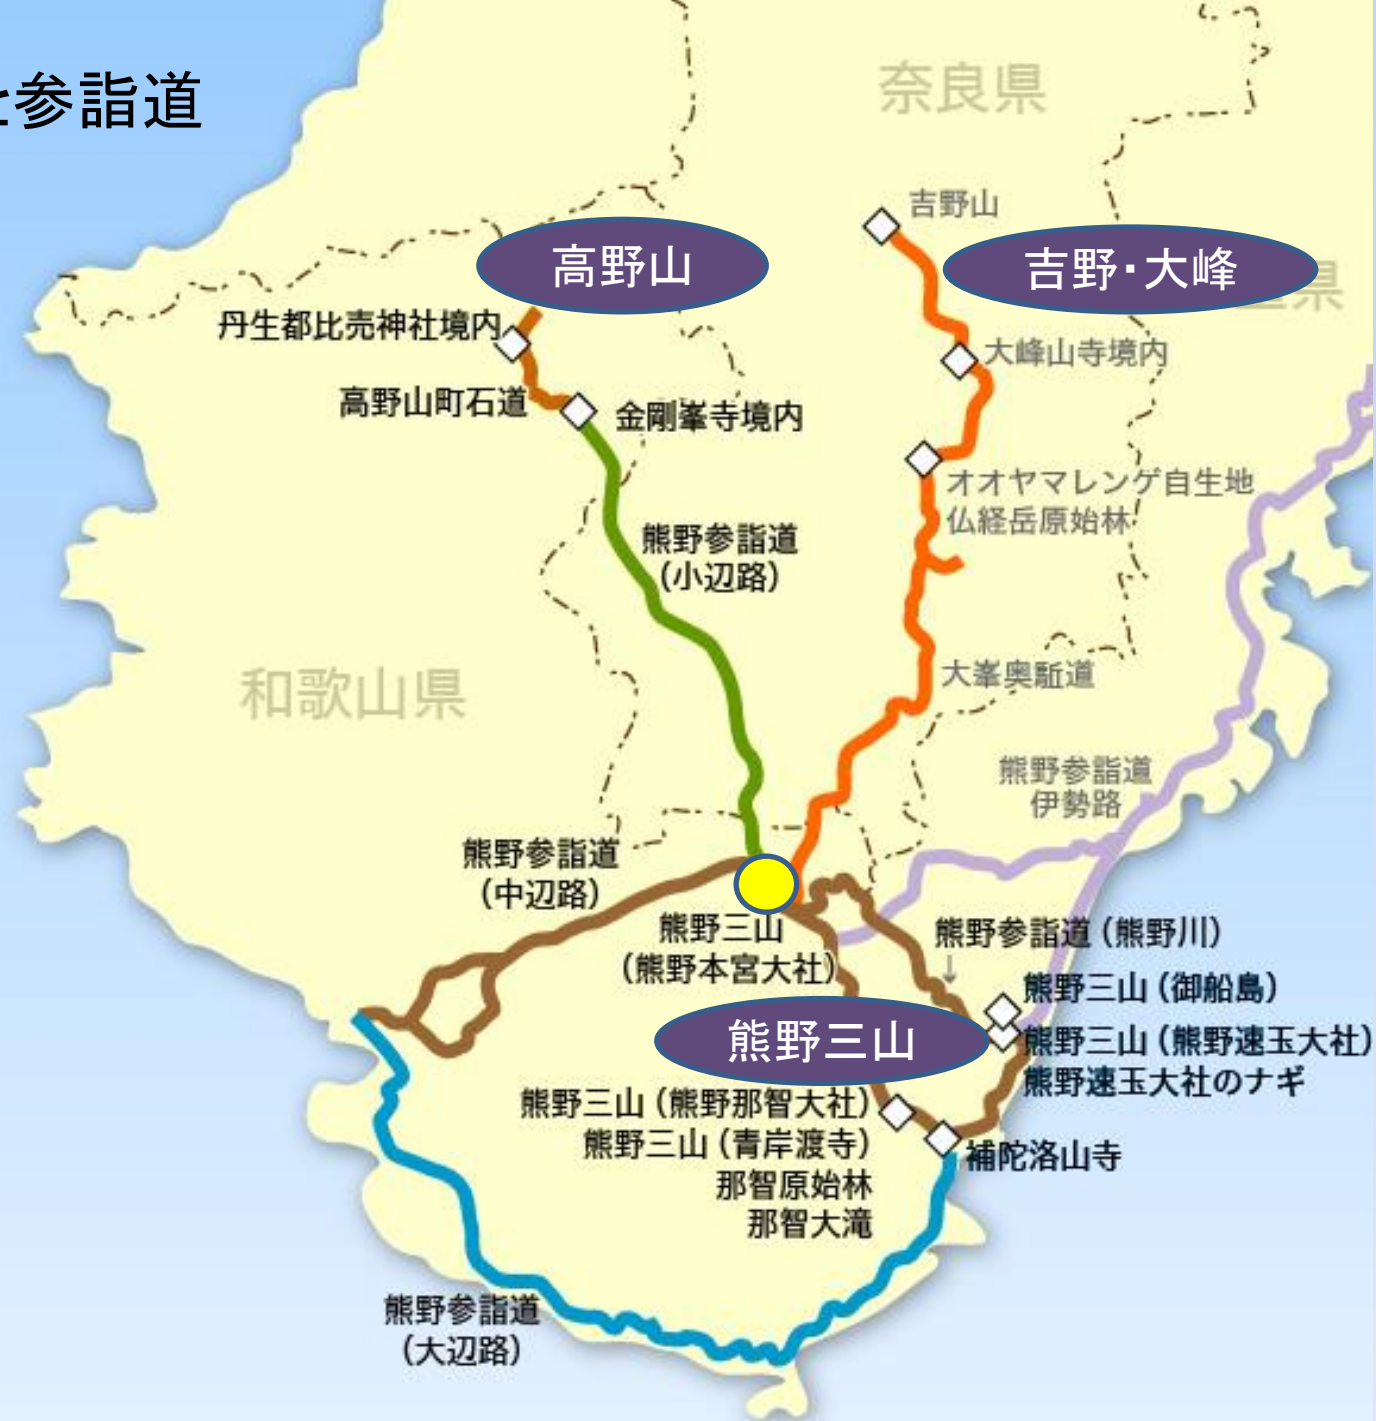 参詣道
奈良県
吉野山
高野山
吉野・大峰
県
丹生都比売神社境内
大峰山寺境内
高野山町石道
金剛峯寺境内
オオヤマレンゲ自生地
仏経岳原始林
熊野参詣道
(小辺路)
大峯奥駈道
和歌山県
熊野参詣道
伊勢路
熊野参詣道
(中辺路)
熊野三山
(熊野本宮大社)
熊野参詣道(熊野川)
↓
熊野三山(御船島)
熊野三山
熊野三山(熊野速玉大社)
熊野速玉大社のナギ
熊野三山(熊野那智大社)
熊野三山(青岸渡寺)
那智原始林
那智大滝
補陀洛山寺
熊野参詣道
(大辺路)